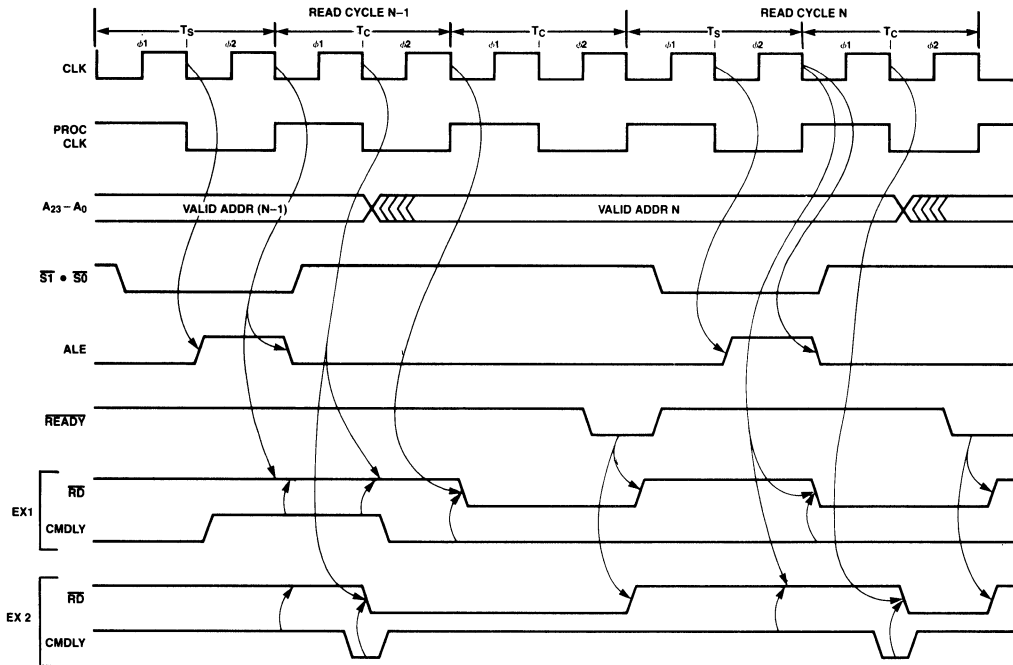 READ CYCLE N–1 READ CYCLE N
TS TC TC TS TC
ϕ1 ϕ2 ϕ1 ϕ2 ϕ1 ϕ2 ϕ1 ϕ2 ϕ1 ϕ2
CLK
PROC
CLK
A23 – A0 VALID ADDR (N–1) VALID ADDR N
S1 • S0
ALE
READY
EX1
RD
CMDLY
EX 2
RD
CMDLY